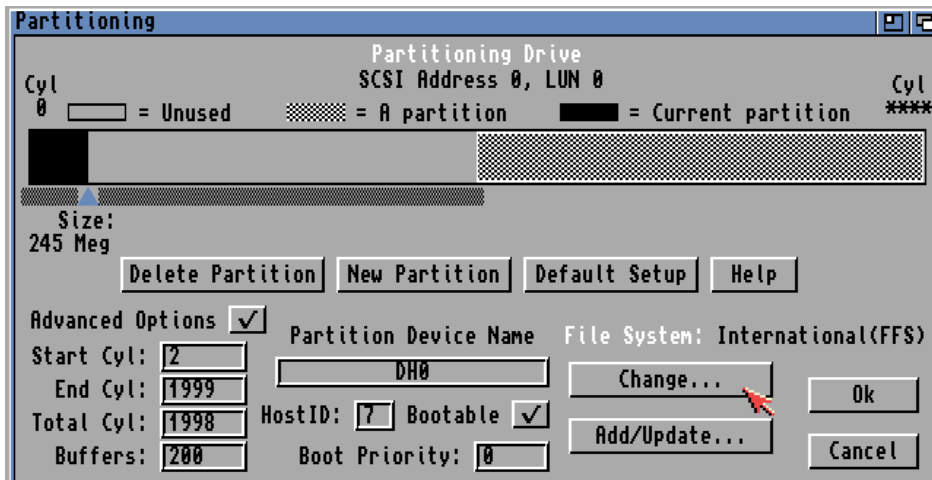 Partitioning
Partitioning Drive
SCSI Address 0, LUN 0
Cyl
0
= Unused
= A partition
= Current partition
Cyl
****
Size:
245 Meg
Delete Partition
New Partition
Default Setup
Help
Advanced Options
Start Cyl: 2
End Cyl: 1999
Total Cyl: 1998
Buffers: 200
Partition Device Name
DH0
HostID: 7 Bootable
Boot Priority: 0
File System: International(FFS)
Change...
Add/Update...
Ok
Cancel